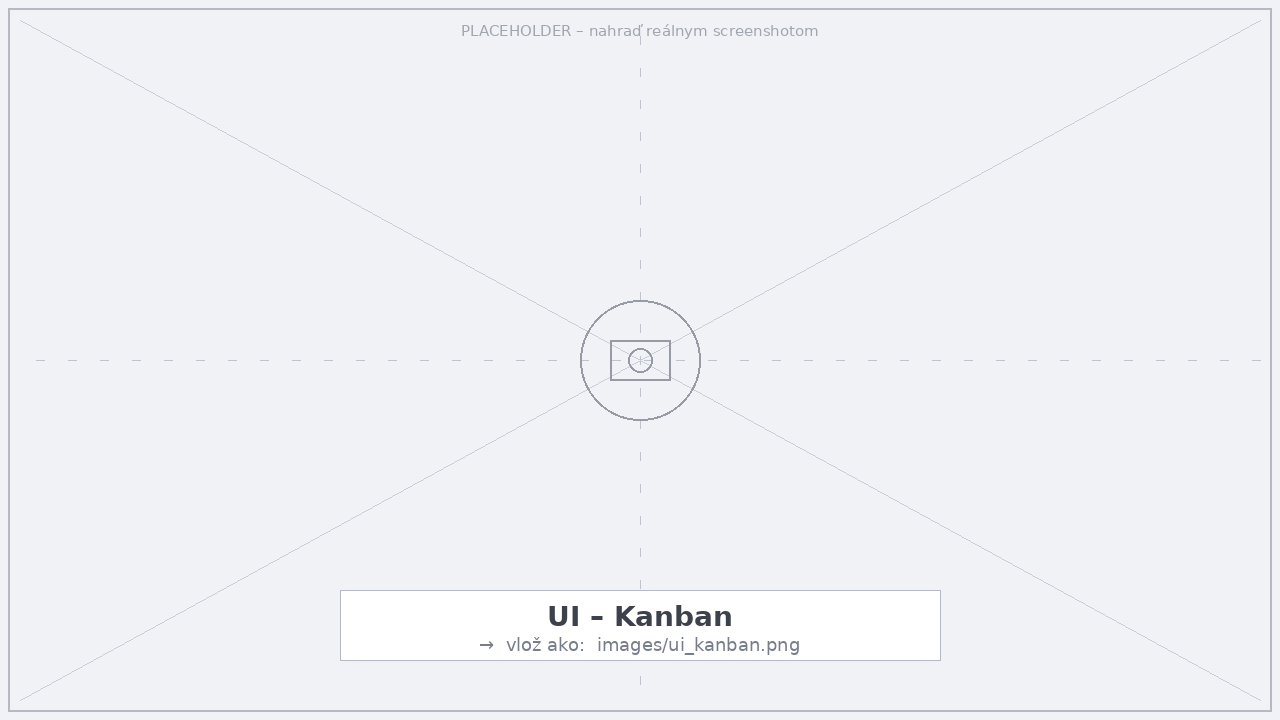 PLACEHOLDER – nahraď reálnym screenshotom
UI – Kanban
→ vlož ako: images/ui_kanban.png